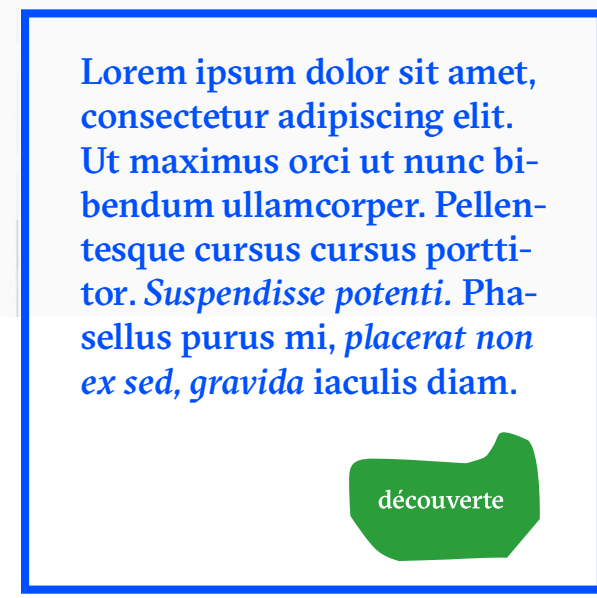 Lorem ipsum dolor sit amet,
consectetur adipiscing elit.
Ut maximus orci ut nunc bi-
bendum ullamcorper. Pellen-
tesque cursus cursus portti-
tor. Suspendisse potenti. Pha-
sellus purus mi, placerat non
ex sed, gravida iaculis diam.
découverte